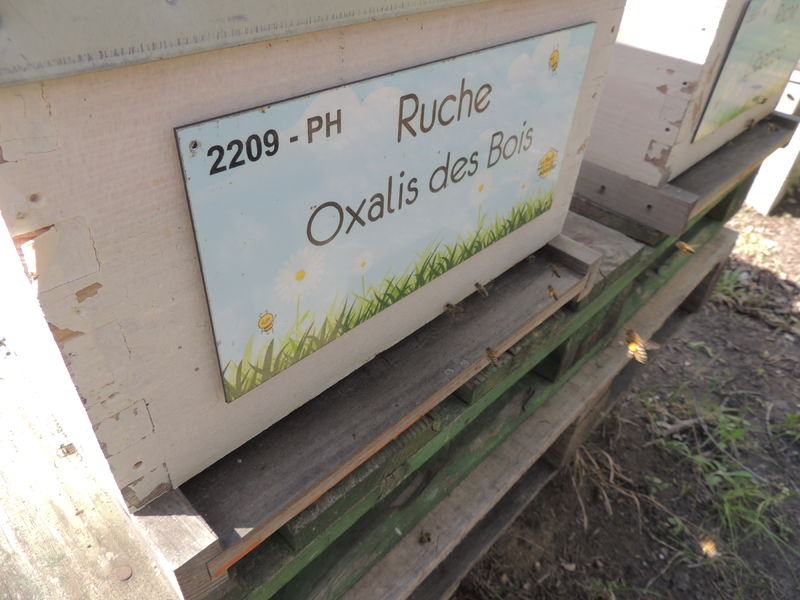 2209 - PH
Ruche
Oxalis des Bois